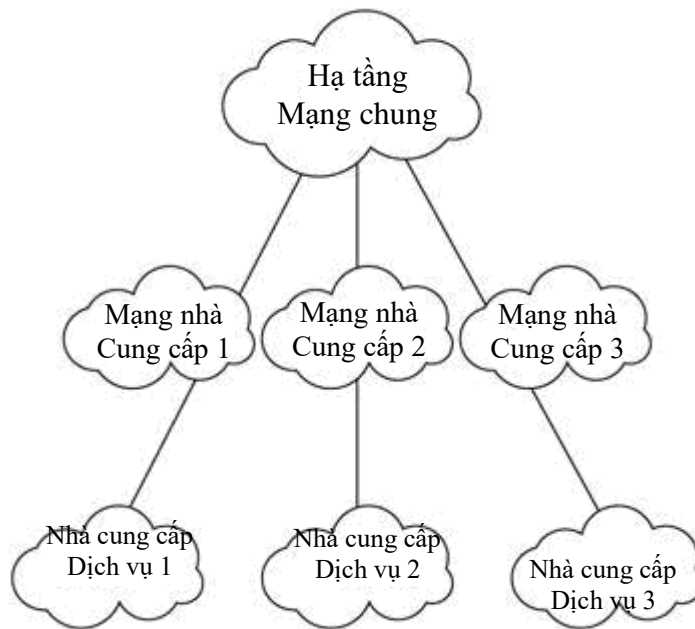 Hạ tầng
Mạng chung
Mạng nhà
Cung cấp 1
Mạng nhà
Cung cấp 2
Mạng nhà
Cung cấp 3
Nhà cung cấp
Dịch vụ 1
Nhà cung cấp
Dịch vụ 2
Nhà cung cấp
Dịch vụ 3